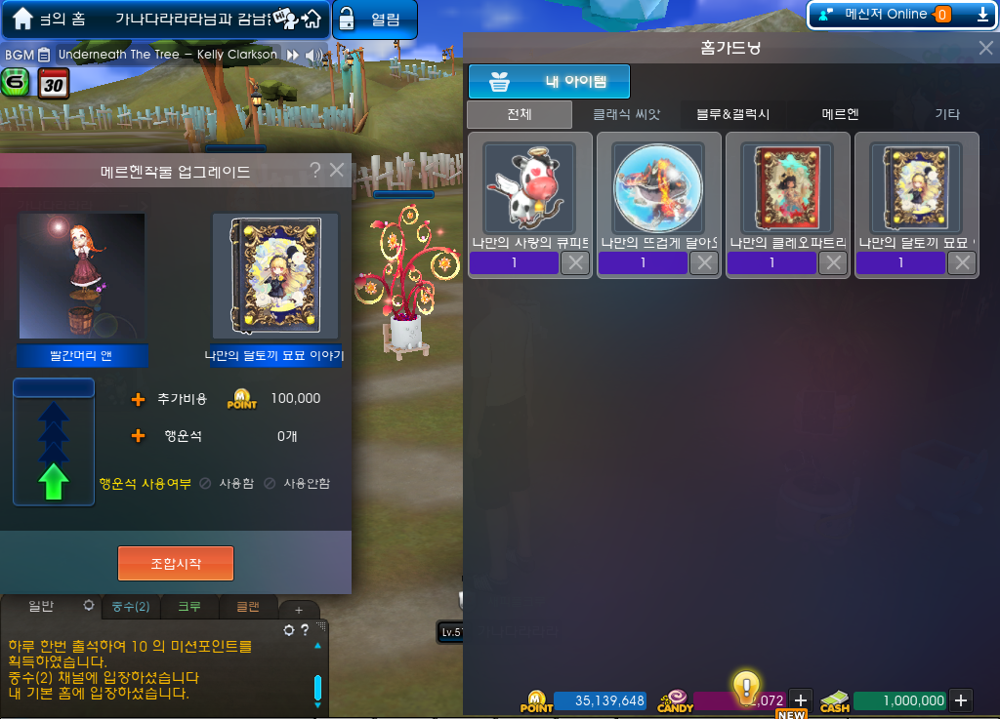 님의 홈 가나다라라라님과 감남
열림
메신저 Online 0
BGM Underneath The Tree – Kelly Clarkson
6 30
홈가드닝
내 아이템
전체 클래식 씨앗 블루&갤럭시 메르헨 기타
나만의 사랑의 큐피트
나만의 뜨겁게 달아오
나만의 클레오파트라
나만의 달토끼 묘묘 이
1 1 1 1
메르헨작물 업그레이드 ?
빨간머리 앤
나만의 달토끼 묘묘 이야기
추가비용 M POINT 100,000
행운석 0개
행운석 사용여부 사용함 사용안함
조합시작
일반 중수(2) 크루 클랜 +
하루 한번 출석하여 10 의 미션포인트를
획득하였습니다.
중수(2) 채널에 입장하셨습니다
내 기본 홈에 입장하셨습니다.
Lv.5
M POINT 35,139,648 CANDY 2,072 + CASH 1,000,000 +
NEW